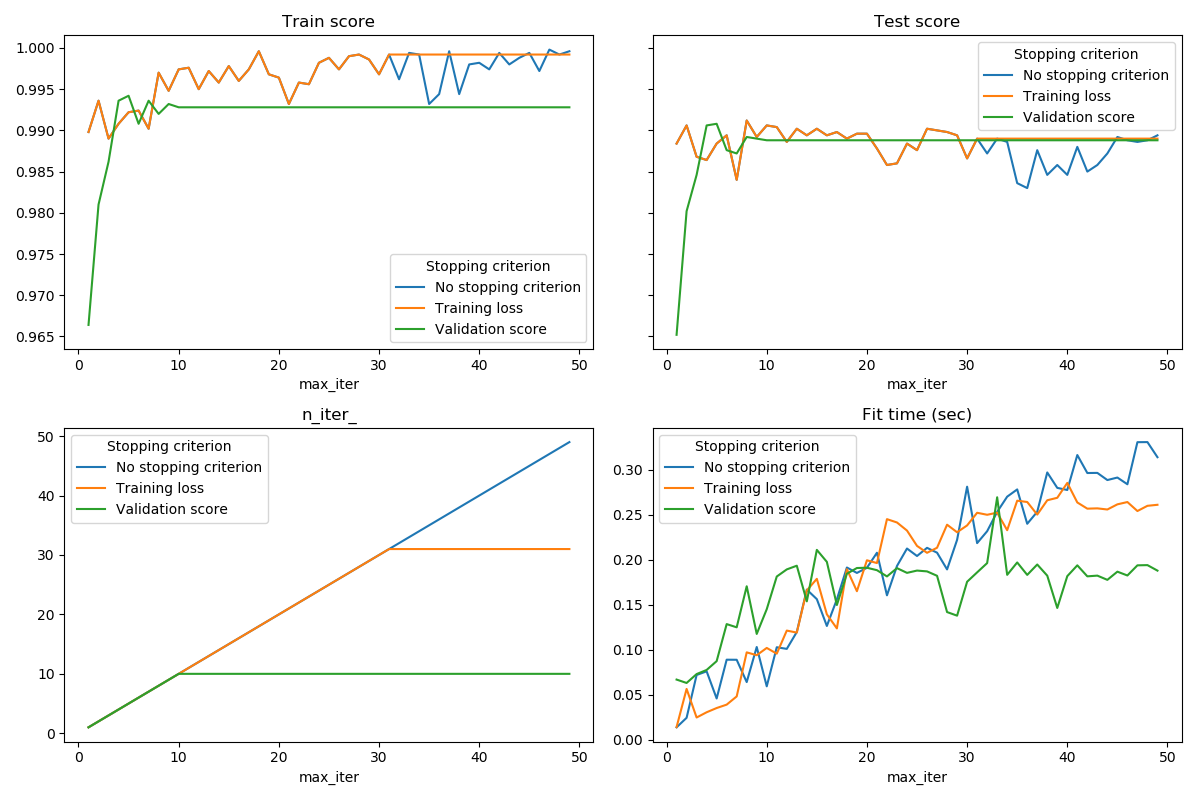 Train score
1.000
0.995
0.990
0.985
0.980
0.975
0.970
0.965
Stopping criterion
No stopping criterion
Training loss
Validation score
0 10 20 30 40 50
max_iter
Test score
Stopping criterion
No stopping criterion
Training loss
Validation score
0 10 20 30 40 50
max_iter
n_iter_
50
40
30
20
10
0
Stopping criterion
No stopping criterion
Training loss
Validation score
0 10 20 30 40 50
max_iter
Fit time (sec)
0.30
0.25
0.20
0.15
0.10
0.05
0.00
Stopping criterion
No stopping criterion
Training loss
Validation score
0 10 20 30 40 50
max_iter